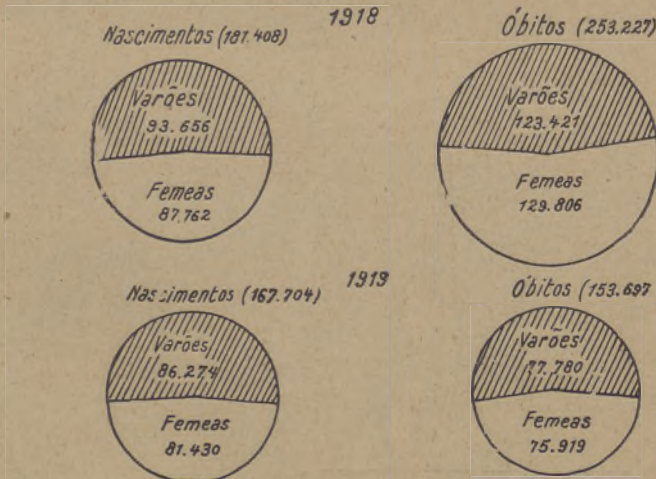 1918
Nascimentos (181.408)
Varões
93.656
Femeas
87.762
Óbitos (253.227)
Varões
123.421
Femeas
129.806
1919
Nascimentos (167.704)
Varões
86.274
Femeas
81.430
Óbitos (153.697
Varões
77.780
Femeas
75.919